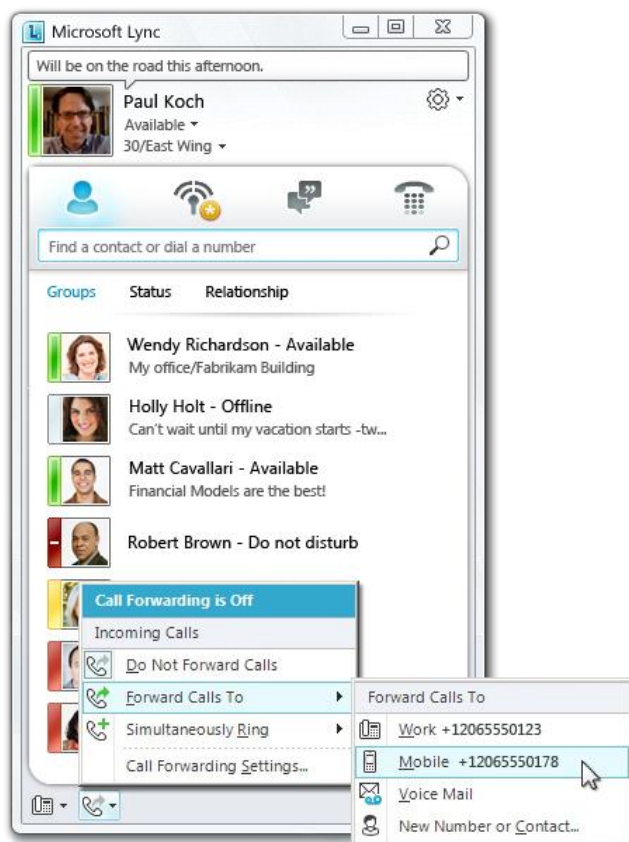 Microsoft Lync
Will be on the road this afternoon.
Paul Koch
Available
30/East Wing
Find a contact or dial a number
Groups Status Relationship
Wendy Richardson - Available
My office/Fabrikam Building
Holly Holt - Offline
Can't wait until my vacation starts -tw...
Matt Cavallari - Available
Financial Models are the best!
Robert Brown - Do not disturb
Call Forwarding is Off
Incoming Calls
Do Not Forward Calls
Forward Calls To
Simultaneously Ring
Call Forwarding Settings...
Forward Calls To
Work +12065550123
Mobile +12065550178
Voice Mail
New Number or Contact...